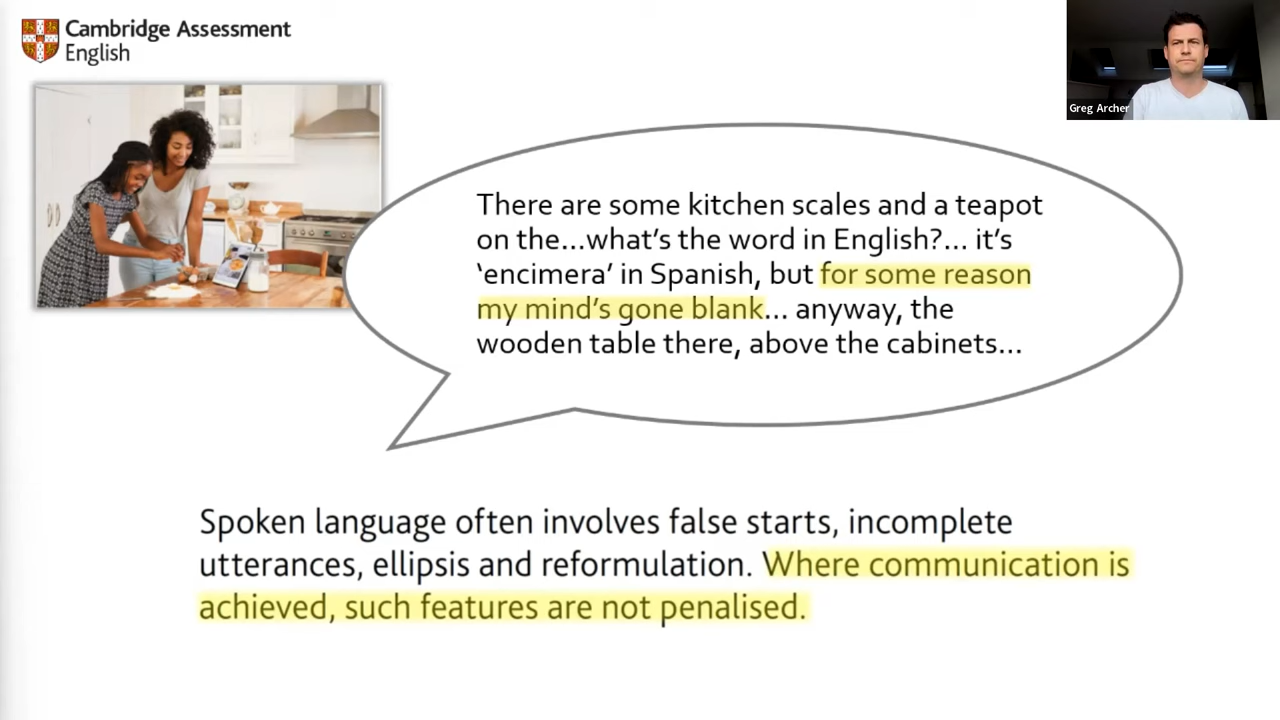 Cambridge Assessment
English
Greg Archer
There are some kitchen scales and a teapot
on the...what's the word in English?... it's
‘encimera’ in Spanish, but for some reason
my mind's gone blank... anyway, the
wooden table there, above the cabinets...
Spoken language often involves false starts, incomplete
utterances, ellipsis and reformulation. Where communication is
achieved, such features are not penalised.